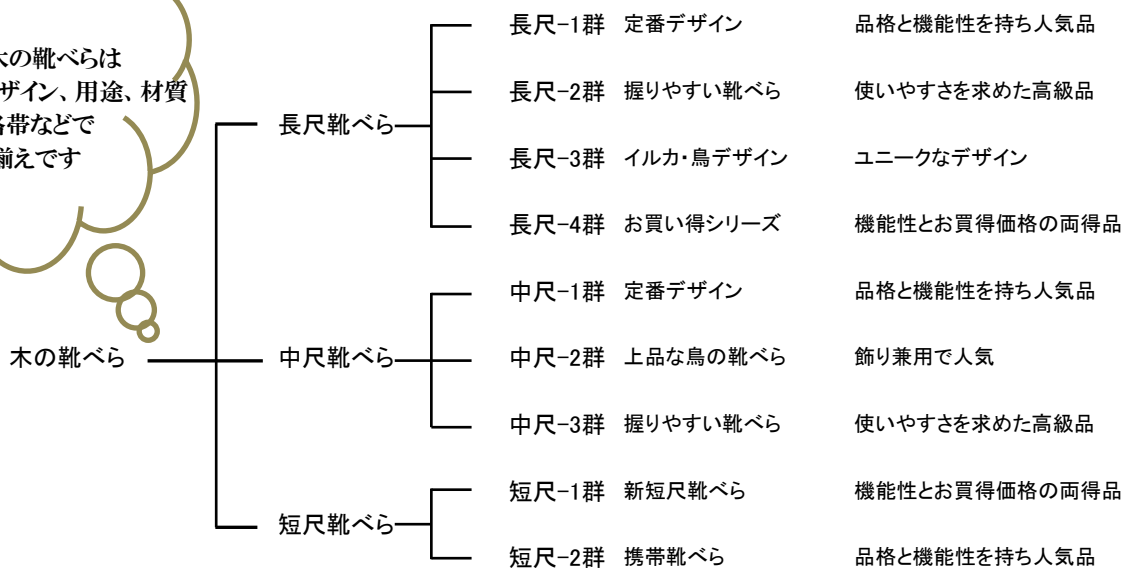 木の靴べらは
ザイン、用途、材質
格帯などで
揃えです
長尺-1群 定番デザイン 品格と機能性を持ち人気品
長尺-2群 握りやすい靴べら 使いやすさを求めた高級品
長尺靴べら
長尺-3群 イルカ・鳥デザイン ユニークなデザイン
長尺-4群 お買い得シリーズ 機能性とお買得価格の両得品
中尺-1群 定番デザイン 品格と機能性を持ち人気品
木の靴べら 中尺靴べら 中尺-2群 上品な鳥の靴べら 飾り兼用で人気
中尺-3群 握りやすい靴べら 使いやすさを求めた高級品
短尺-1群 新短尺靴べら 機能性とお買得価格の両得品
短尺靴べら
短尺-2群 携帯靴べら 品格と機能性を持ち人気品